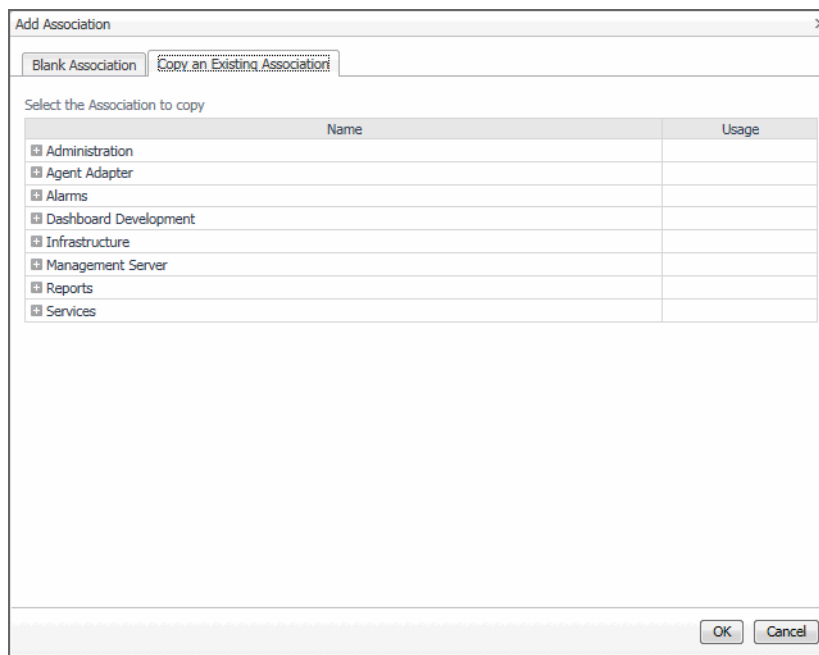 Add Association
Blank Association Copy an Existing Association
Select the Association to copy
Name Usage
Administration
Agent Adapter
Alarms
Dashboard Development
Infrastructure
Management Server
Reports
Services
OK Cancel